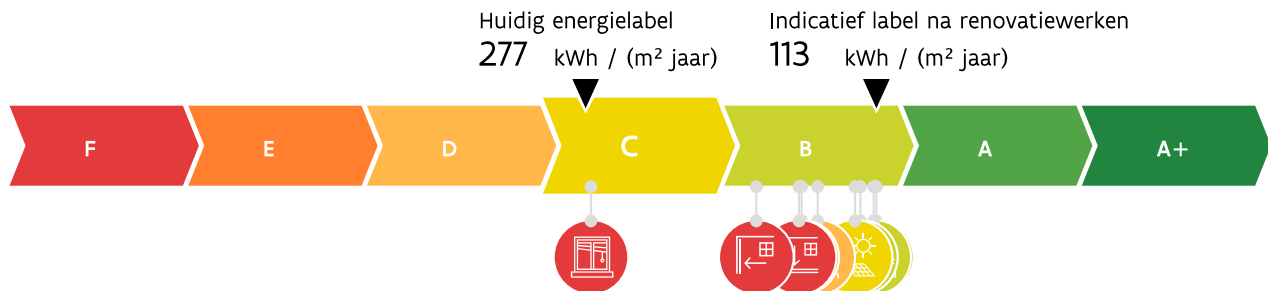 Huidig energielabel
277 kWh / (m² jaar)
Indicatief label na renovatiewerken
113 kWh / (m² jaar)
F E D C B A A+